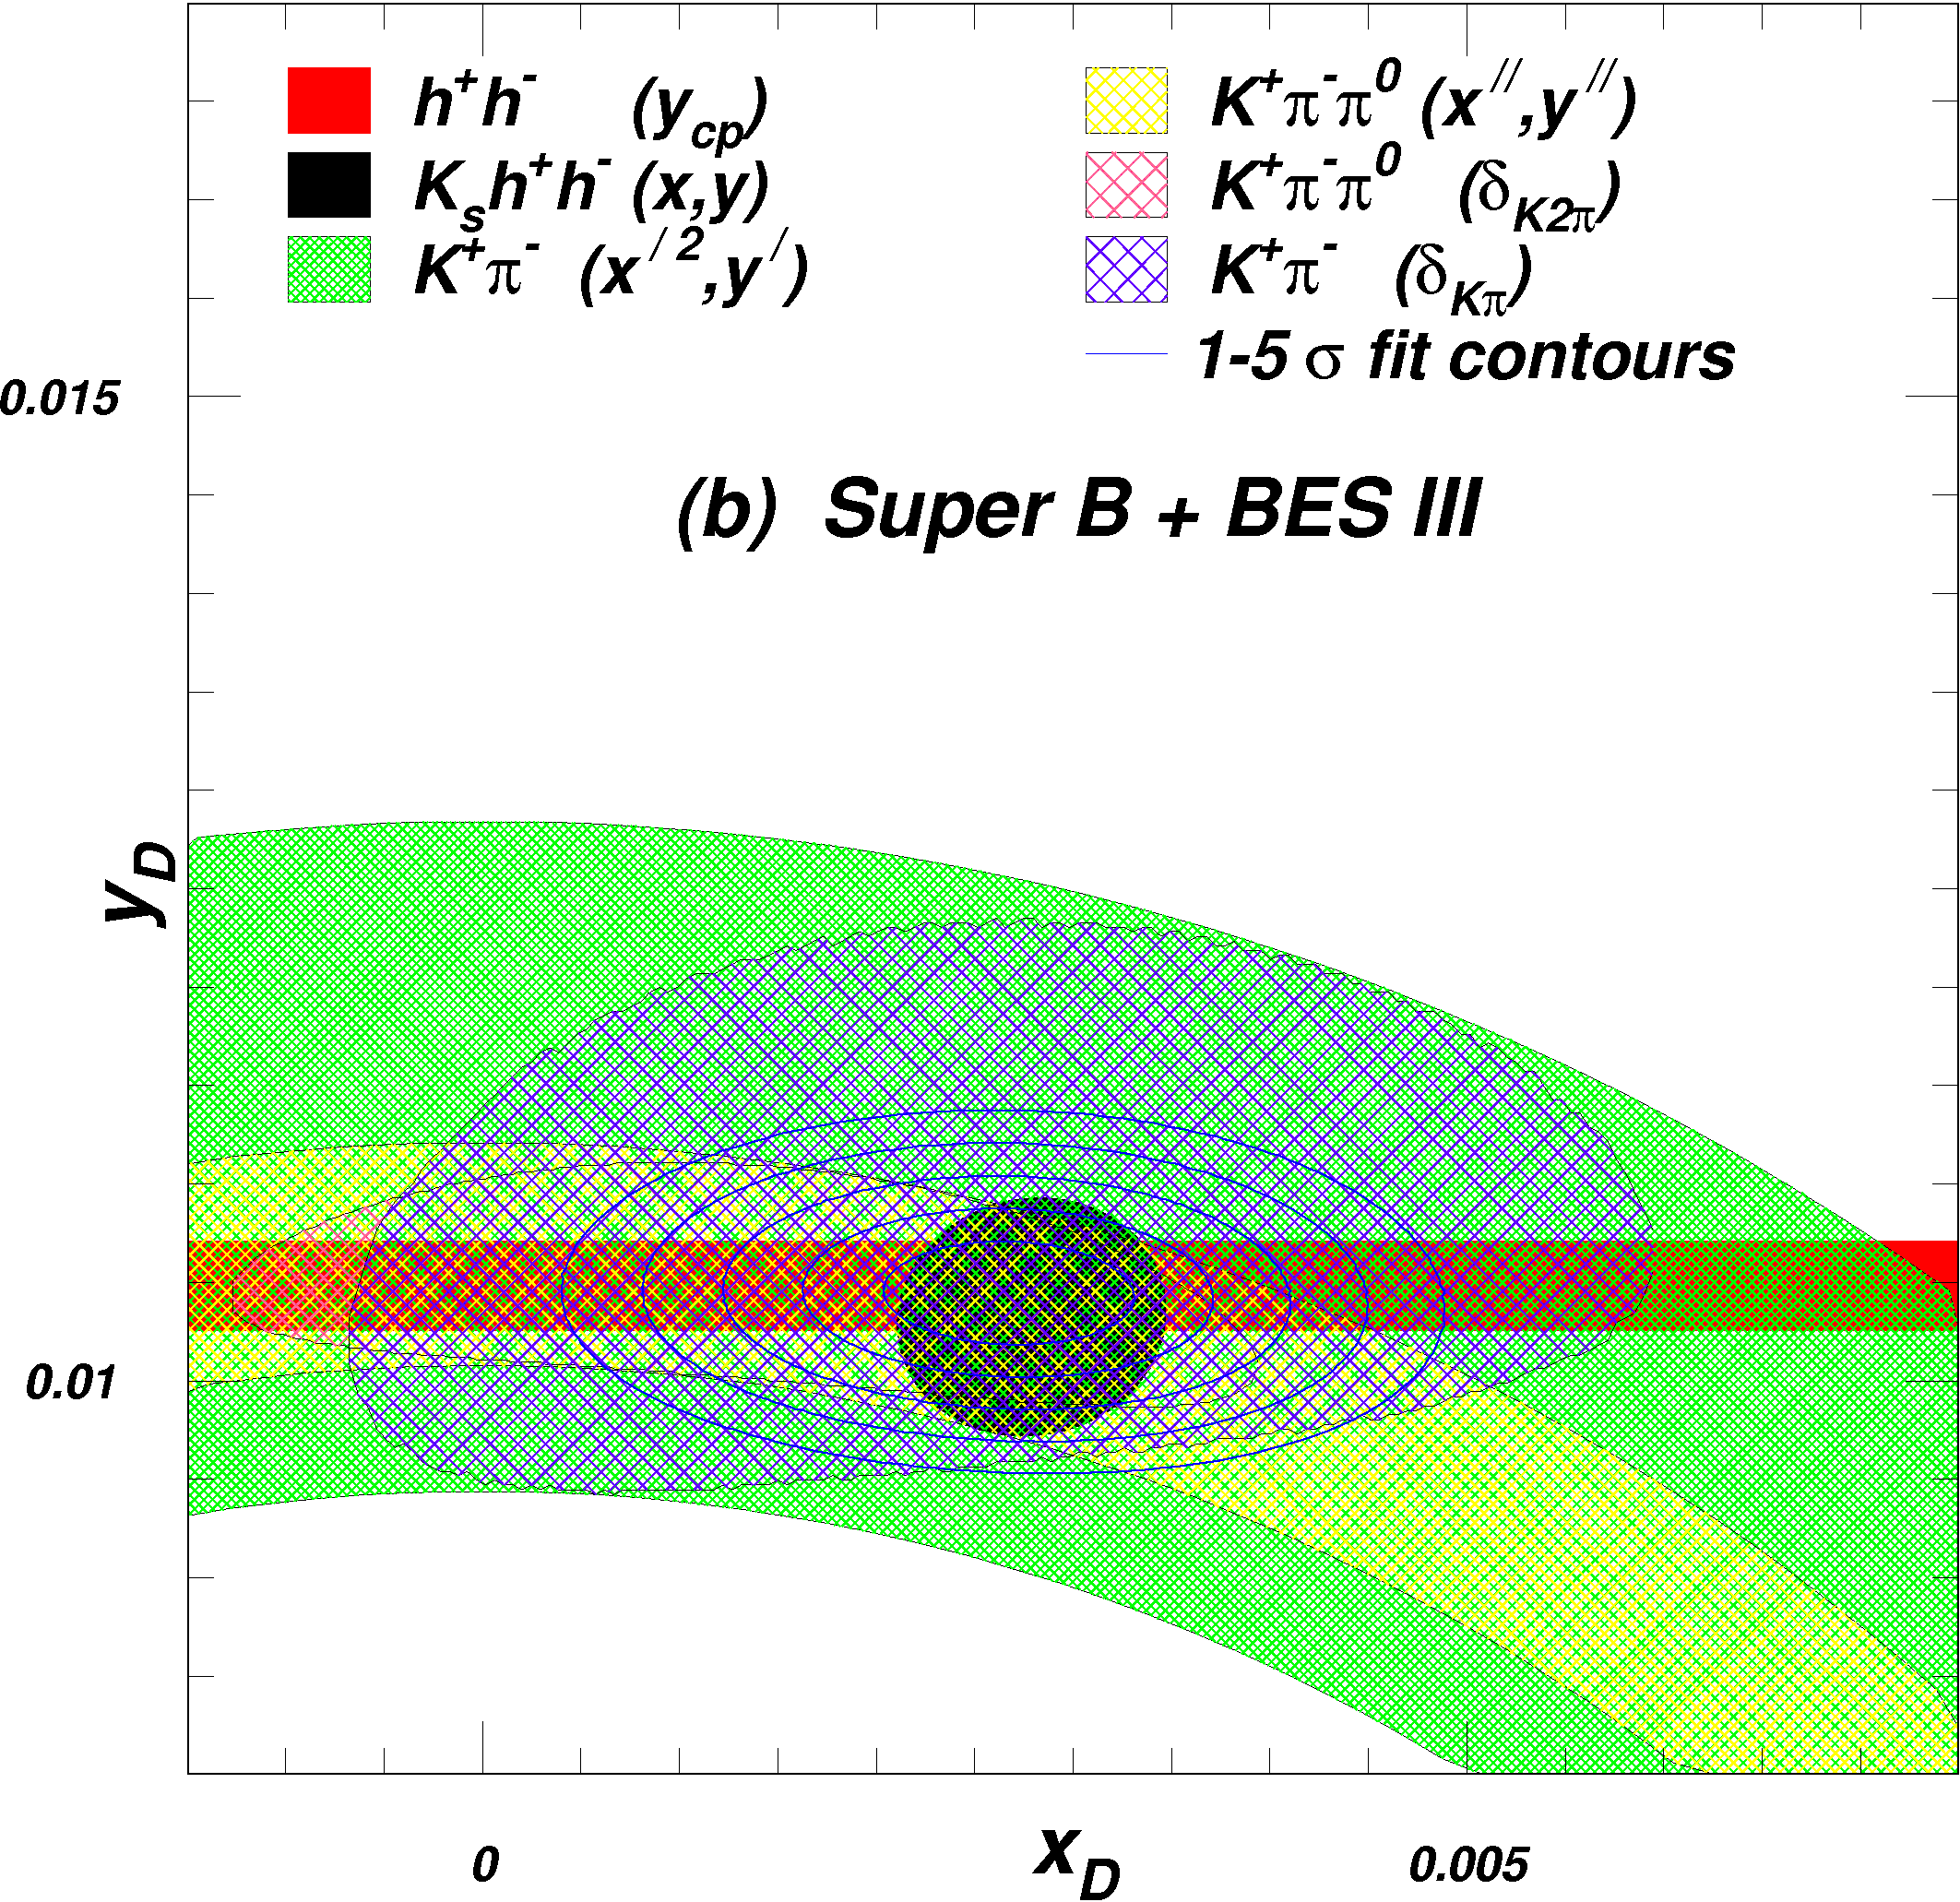 h⁺h⁻ (y_cp)
K_s h⁺h⁻ (x,y)
K⁺π⁻ (x′²,y′)
K⁺π⁻π⁰ (x″,y″)
K⁺π⁻π⁰ (δ_K2π)
K⁺π⁻ (δ_Kπ)
1-5 σ fit contours
0.015
(b) Super B + BES III
y_D
0.01
0
x_D
0.005